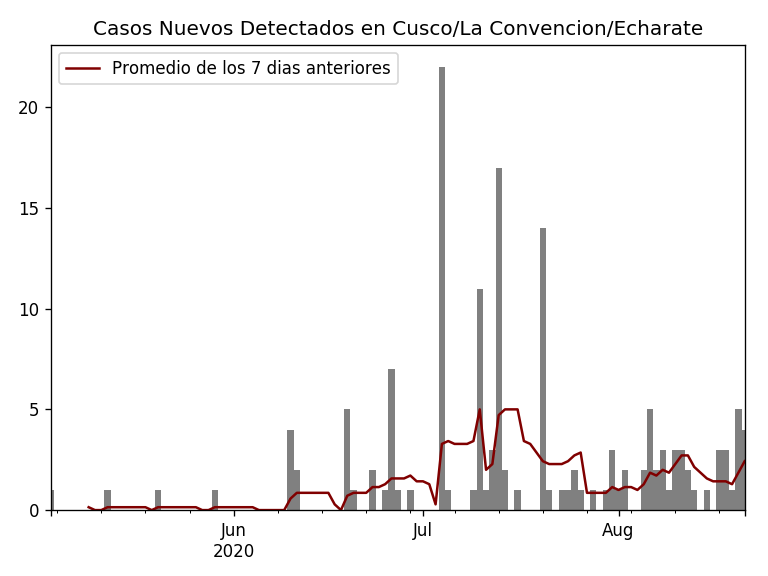 Casos Nuevos Detectados en Cusco/La Convencion/Echarate
Promedio de los 7 dias anteriores
20
15
10
5
0
Jun
2020
Jul
Aug